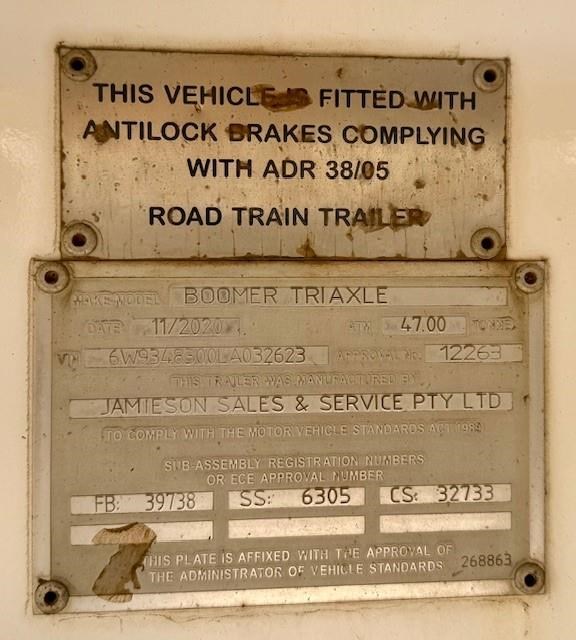 THIS VEHICLE IS FITTED WITH
ANTILOCK BRAKES COMPLYING
WITH ADR 38/05
ROAD TRAIN TRAILER
MAKE MODEL BOOMER TRIAXLE
DATE 11/2020 ATM 47.00 TONNE
VIN 6W9348300LA032623 APPROVAL No. 12263
THIS TRAILER WAS MANUFACTURED BY
JAMIESON SALES & SERVICE PTY LTD
TO COMPLY WITH THE MOTOR VEHICLE STANDARDS ACT 1989
SUB-ASSEMBLY REGISTRATION NUMBERS
OR ECE APPROVAL NUMBER
FB: 39738 SS: 6305 CS: 32733
THIS PLATE IS AFFIXED WITH THE APPROVAL OF
THE ADMINISTRATOR OF VEHICLE STANDARDS 268863